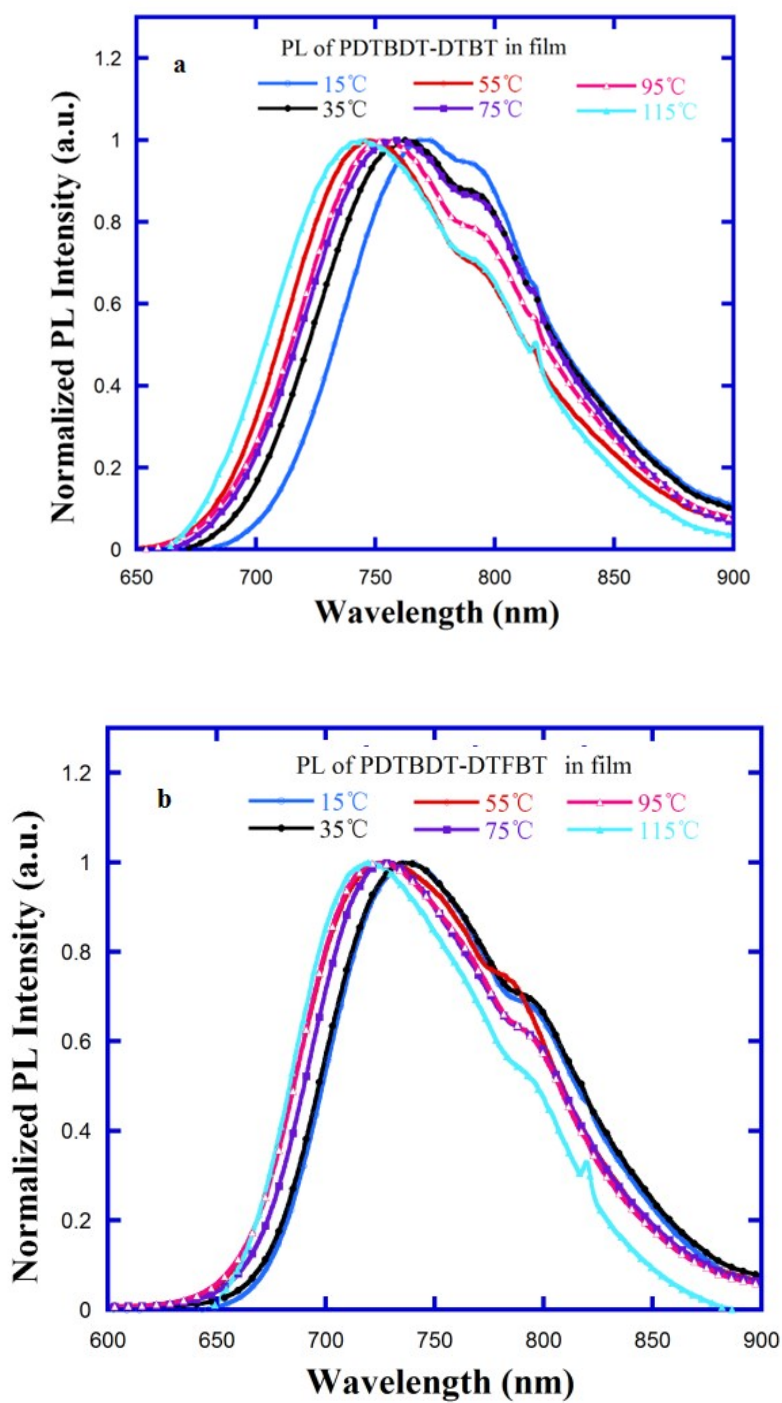 PL of PDTBDT-DTBT in film
a
15℃ 55℃ 95℃
35℃ 75℃ 115℃
Normalized PL Intensity (a.u.)
1.2
1
0.8
0.6
0.4
0.2
0
650 700 750 800 850 900
Wavelength (nm)
PL of PDTBDT-DTFBT in film
b
15℃ 55℃ 95℃
35℃ 75℃ 115℃
Normalized PL Intensity (a.u.)
1.2
1
0.8
0.6
0.4
0.2
0
600 650 700 750 800 850 900
Wavelength (nm)